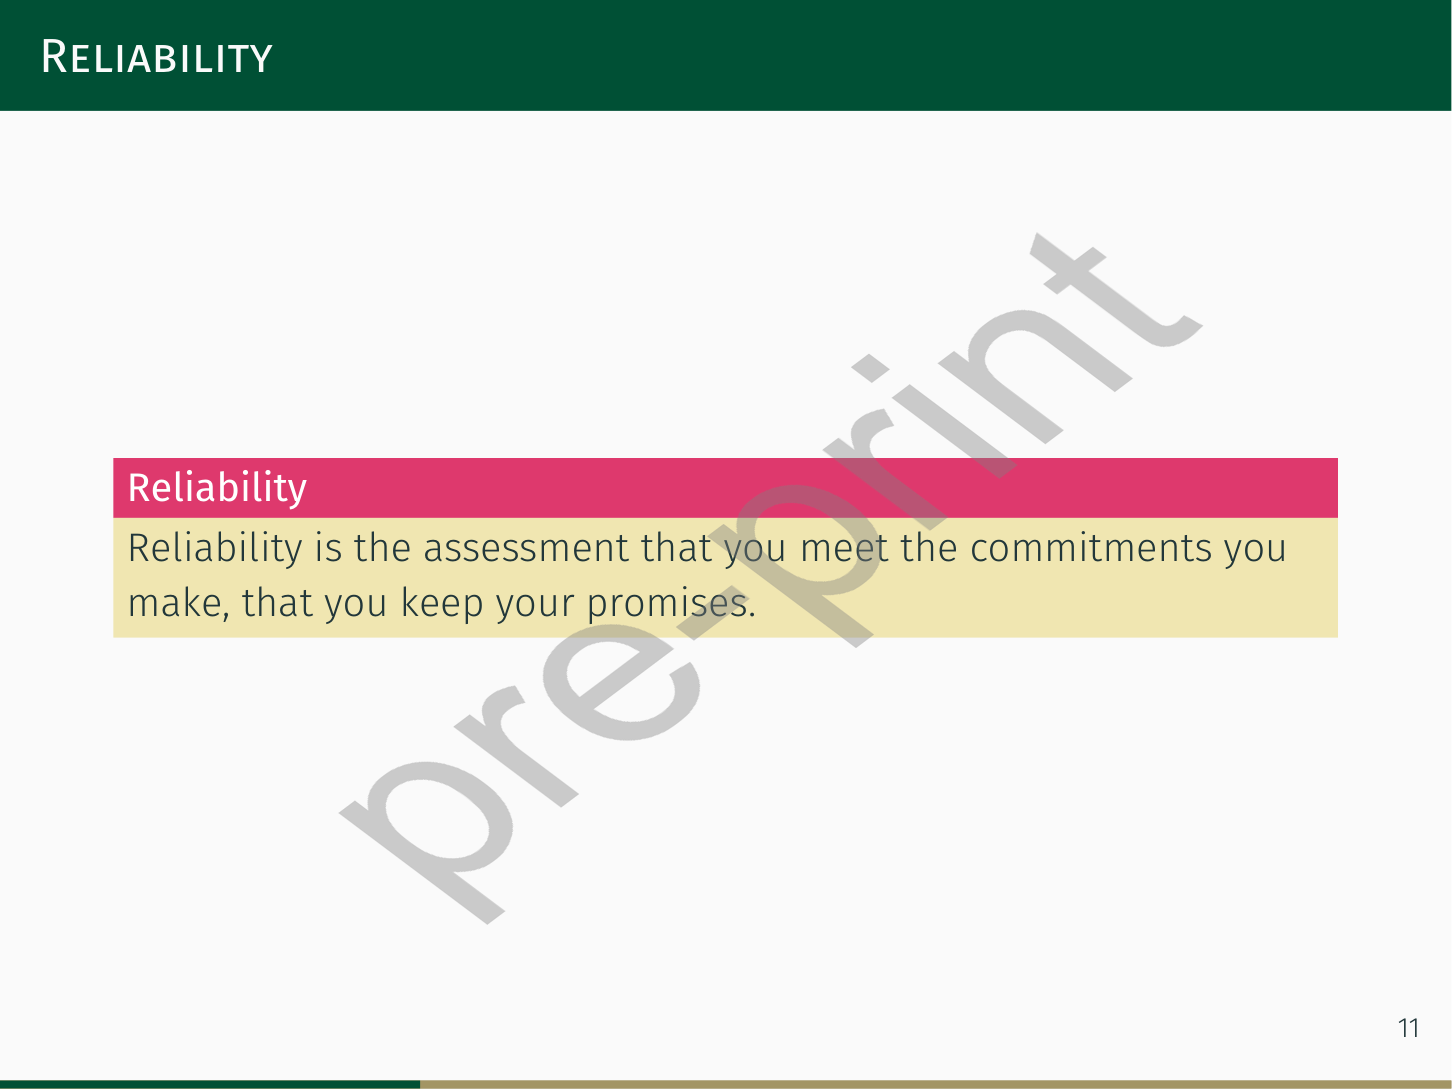 Reliability
Reliability
Reliability is the assessment that you meet the commitments you
make, that you keep your promises.
pre-print
11